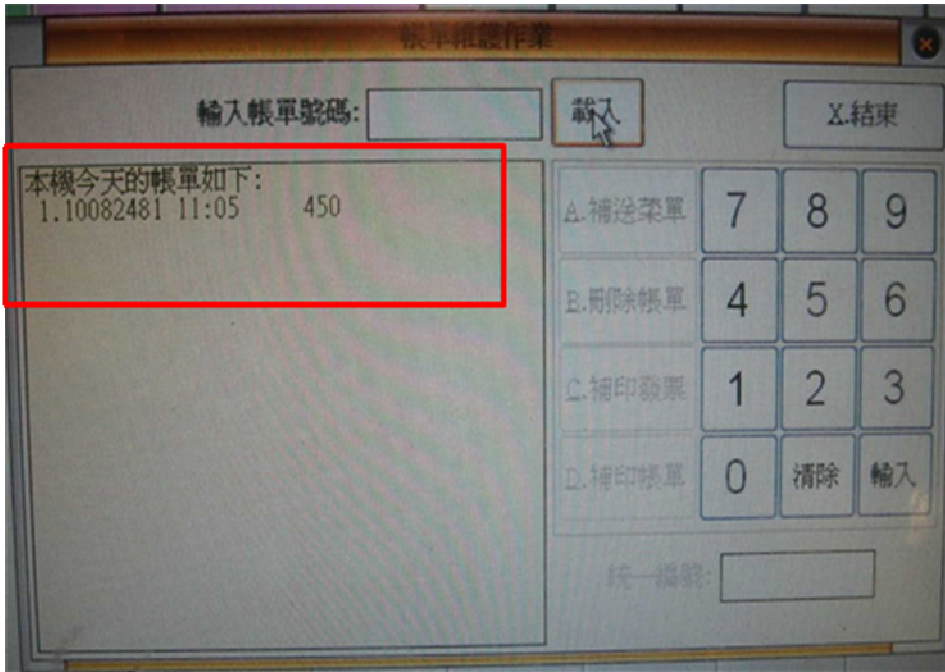 帳單維護作業
輸入帳單號碼:
載入
X.結束
本機今天的帳單如下:
1.10082481 11:05 450
A.補送菜單
7 8 9
B.刪除帳單
4 5 6
C.補印發票
1 2 3
D.補印帳單
0 清除 輸入
統一編號: